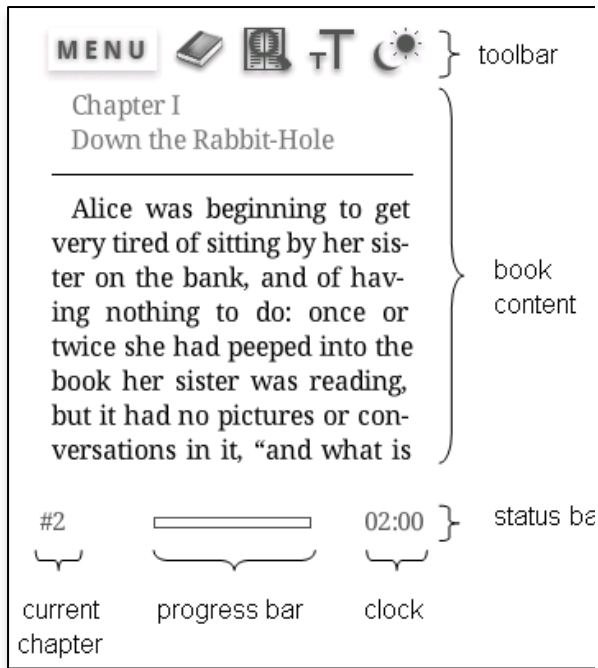 MENU
TT
toolbar
Chapter I
Down the Rabbit-Hole
Alice was beginning to get
very tired of sitting by her sis-
ter on the bank, and of hav-
ing nothing to do: once or
twice she had peeped into the
book her sister was reading,
but it had no pictures or con-
versations in it, “and what is
book
content
#2
02:00
status ba
current
chapter
progress bar
clock